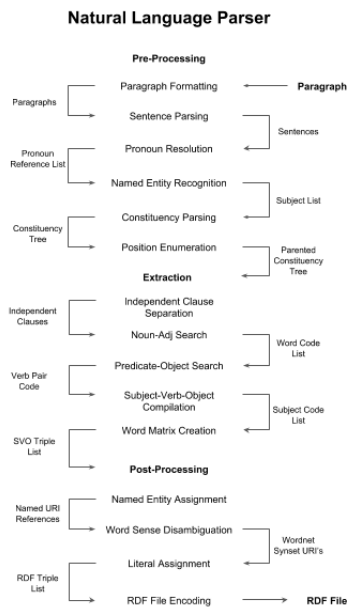 Natural Language Parser
Pre-Processing
Paragraph Formatting
Paragraph
Paragraphs
Sentence Parsing
Sentences
Pronoun Resolution
Pronoun
Reference List
Named Entity Recognition
Subject List
Constituency Parsing
Constituency
Tree
Position Enumeration
Parented
Constituency
Tree
Extraction
Independent Clause
Separation
Independent
Clauses
Noun-Adj Search
Word Code
List
Predicate-Object Search
Verb Pair
Code
Subject-Verb-Object
Compilation
Subject Code
List
Word Matrix Creation
SVO Triple
List
Post-Processing
Named Entity Assignment
Named URI
References
Word Sense Disambiguation
Wordnet
Synset URI's
Literal Assignment
RDF Triple
List
RDF File Encoding
RDF File